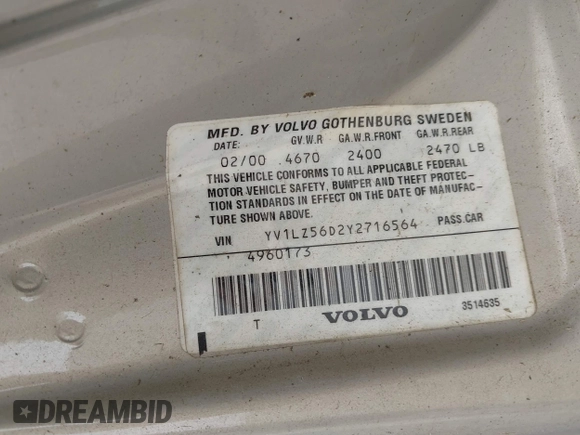 MFD. BY VOLVO GOTHENBURG SWEDEN
DATE: GV.W.R GA.W.R.FRONT GA.W.R.REAR
02/00 4670 2400 2470 LB
THIS VEHICLE CONFORMS TO ALL APPLICABLE FEDERAL
MOTOR VEHICLE SAFETY, BUMPER AND THEFT PROTEC-
TION STANDARDS IN EFFECT ON THE DATE OF MANUFAC-
TURE SHOWN ABOVE.
VIN YV1LZ56D2Y2716564 PASS.CAR
4960173
T VOLVO 3514635
DREAMBID